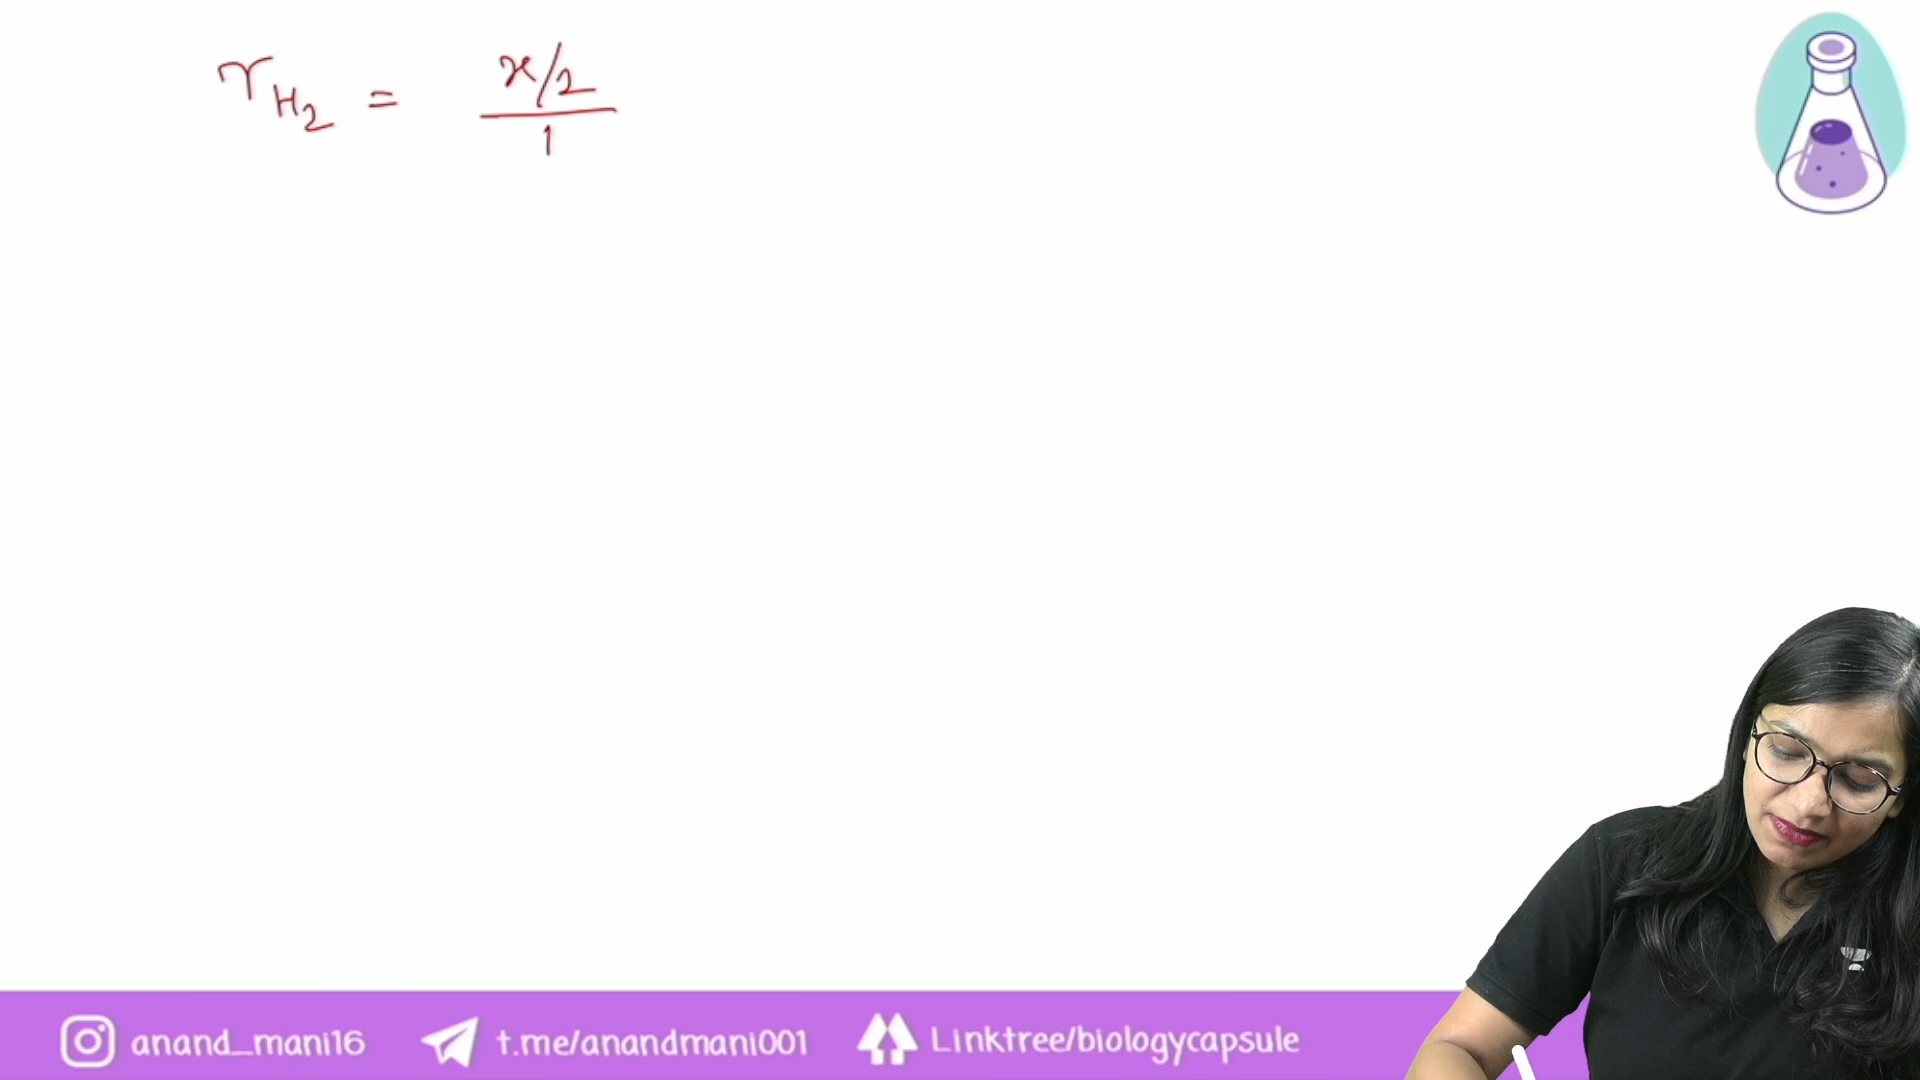 r_H₂ = x/2 / 1
anand_mani16 t.me/anandmani001 Linktree/biologycapsule